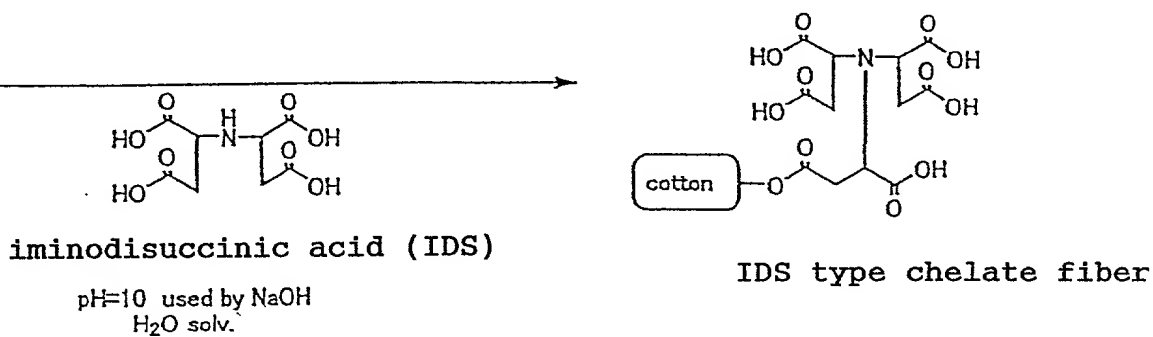 O
HO
H
N
O
OH
O
HO
O
OH
iminodisuccinic acid (IDS)
pH=10 used by NaOH
H₂O solv.
O
HO
N
O
OH
O
HO
O
OH
cotton
O
O
OH
O
IDS type chelate fiber